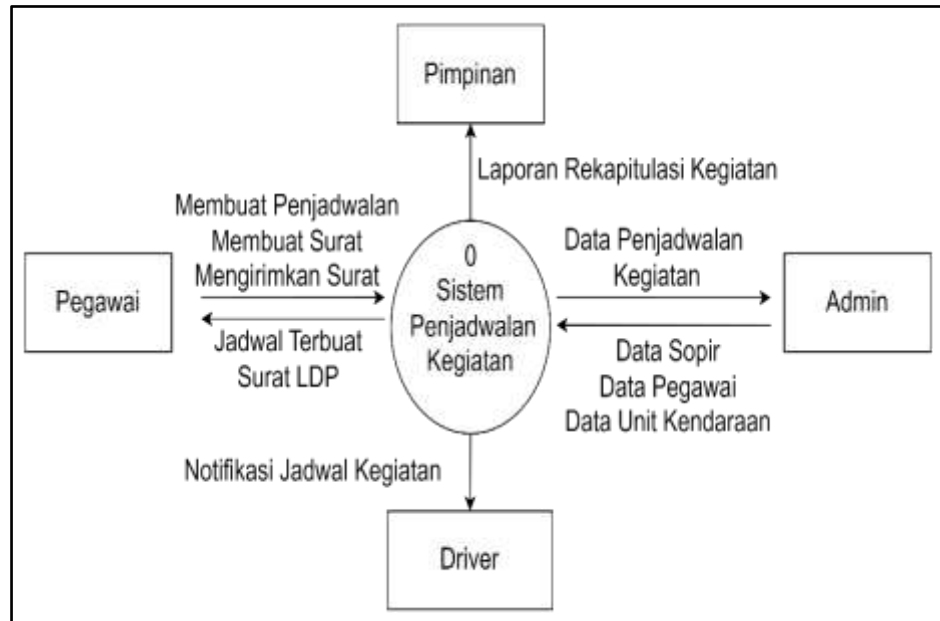 Pimpinan
Laporan Rekapitulasi Kegiatan
Membuat Penjadwalan
Membuat Surat
Mengirimkan Surat
Pegawai
Jadwal Terbuat
Surat LDP
0
Sistem
Penjadwalan
Kegiatan
Data Penjadwalan
Kegiatan
Admin
Data Sopir
Data Pegawai
Data Unit Kendaraan
Notifikasi Jadwal Kegiatan
Driver